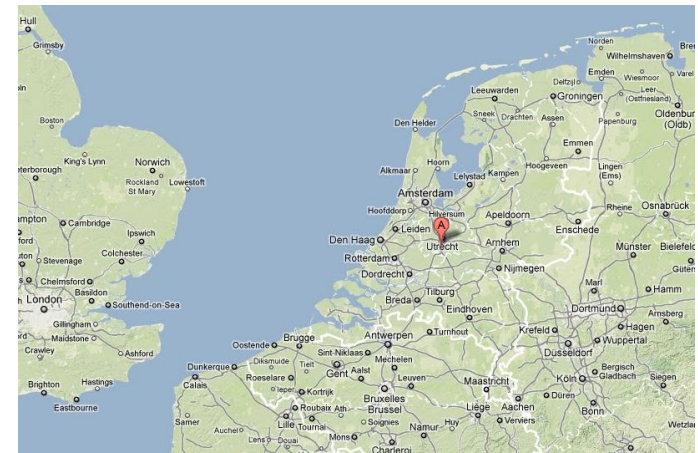 Hull
Grimsby
Norden
Wilhelmshaven
Emden
Wiesmoor
Varel
Delfzijl
Leer
(Ostfriesland)
Leeuwarden
Groningen
Oldenburg
(Oldb)
Sneek
Drachten
Assen
Papenburg
Boston
Den Helder
Emmen
King's Lynn
Norwich
Hoorn
Hoogeveen
Lingen
(Ems)
Alkmaar
Lelystad
Kampen
Rockland
St Mary
Lowestoft
Amsterdam
Hoofddorp
Hilversum
Apeldoorn
Rheine
Osnabrück
Cambridge
Leiden
A
Enschede
Ipswich
Den Haag
Utrecht
Arnhem
Münster
Bielefeld
Colchester
Stevenage
Rotterdam
Nijmegen
Dordrecht
Chelmsford
Basildon
Marl
Hamm
London
Southend-on-Sea
Breda
Tilburg
Eindhoven
Dortmund
Arnsberg
Gillingham
Maidstone
Krefeld
Hagen
Wuppertal
Ashford
Crawley
Oostende
Brugge
Antwerpen
Turnhout
Düsseldorf
Sint-Niklaas
Mechelen
Dunkerque
Diksmuide
Tielt
Gent
Aalst
Roeselare
Leuven
Maastricht
Köln
Bergisch
Gladbach
Siegen
Brighton
Hastings
Calais
Ieper
Kortrijk
Bruxelles
Brussel
Düren
Eastbourne
Roubaix
Ath
Liège
Aachen
Bonn
Samer
Lille
Tournai
Soignies
Huy
Verviers
Auchel
Lens
Douai
Mons
Namur
Charleroi